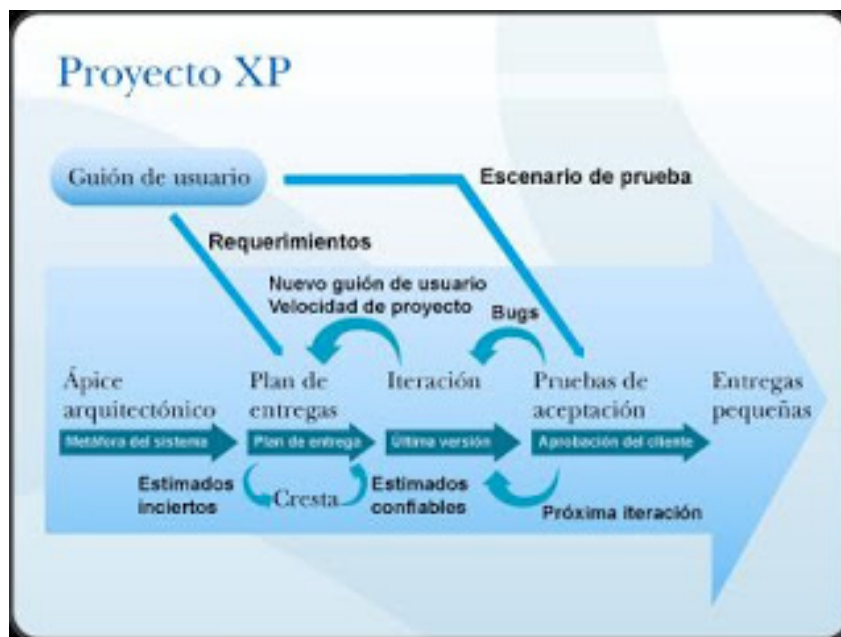 Proyecto XP
Guión de usuario
Escenario de prueba
Requerimientos
Nuevo guión de usuario
Velocidad de proyecto
Bugs
Ápice
arquitectónico
Plan de
entregas
Iteración
Pruebas de
aceptación
Entregas
pequeñas
Metáfora del sistema
Plan de entrega
Última versión
Aprobación del cliente
Estimados
inciertos
Cresta
Estimados
confiables
Próxima iteración